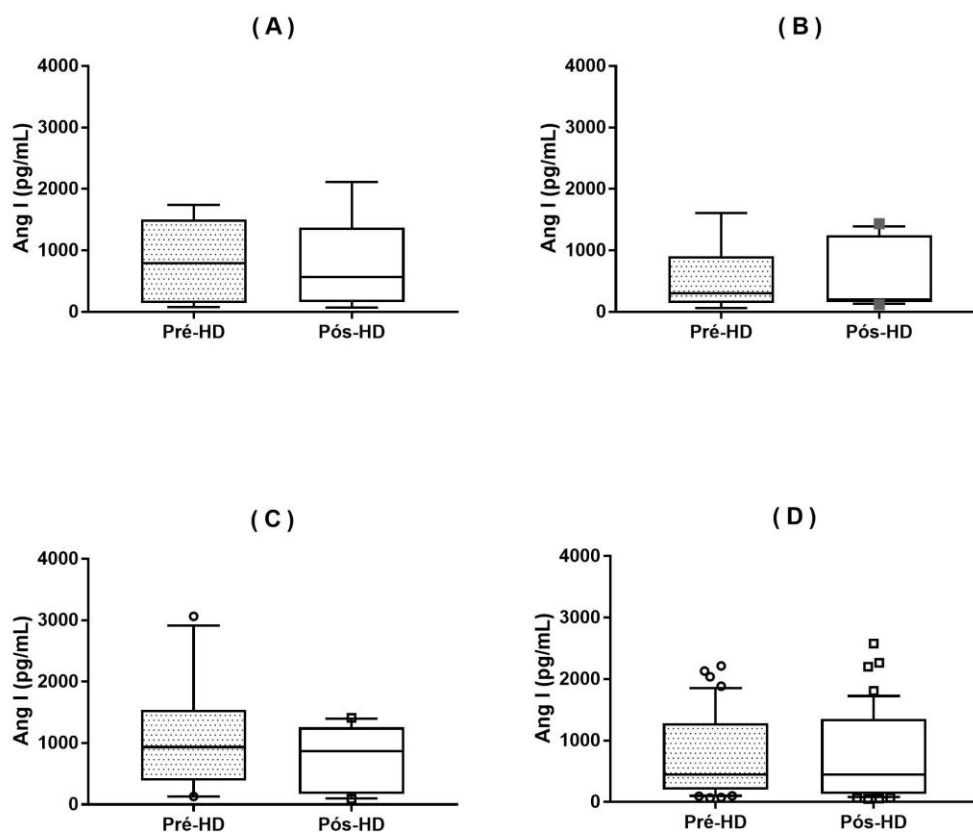 ( A )
4000
3000
2000
1000
0
Ang I (pg/mL)
Pré-HD
Pós-HD
( B )
4000
3000
2000
1000
0
Ang I (pg/mL)
Pré-HD
Pós-HD
( C )
4000
3000
2000
1000
0
Ang I (pg/mL)
Pré-HD
Pós-HD
( D )
4000
3000
2000
1000
0
Ang I (pg/mL)
Pré-HD
Pós-HD